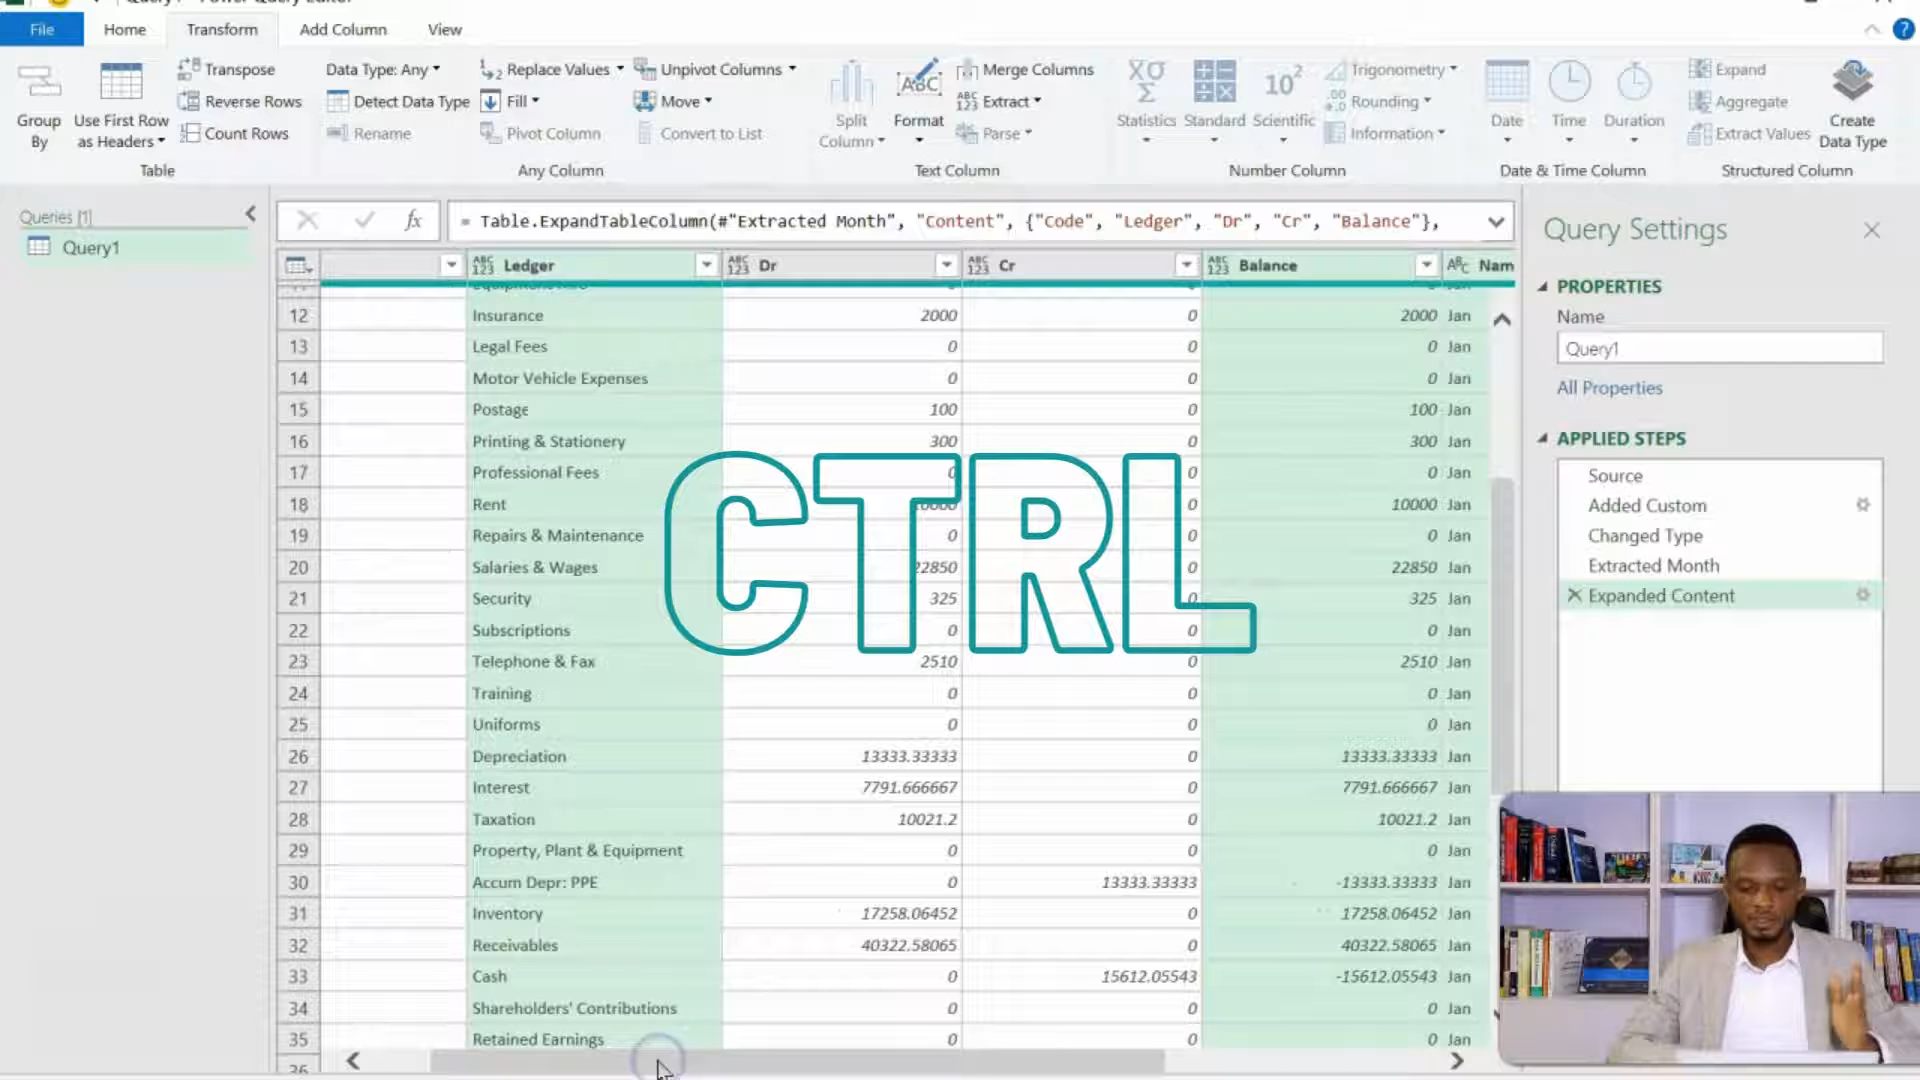 File Home Transform Add Column View
Group By
Use First Row as Headers
Transpose
Reverse Rows
Count Rows
Table
Data Type: Any
Detect Data Type
Rename
Replace Values
Fill
Pivot Column
Unpivot Columns
Move
Convert to List
Any Column
Split Column
Format
Merge Columns
Extract
Parse
Text Column
Statistics
Standard
Scientific
Trigonometry
Rounding
Information
Number Column
Date
Time
Duration
Date & Time Column
Expand
Aggregate
Extract Values
Create Data Type
Structured Column
Queries [1]
Query1
fx = Table.ExpandTableColumn(#"Extracted Month", "Content", {"Code", "Ledger", "Dr", "Cr", "Balance"},
Ledger Dr Cr Balance Nam
12 Insurance 2000 0 2000 Jan
13 Legal Fees 0 0 0 Jan
14 Motor Vehicle Expenses 0 0 0 Jan
15 Postage 100 0 100 Jan
16 Printing & Stationery 300 0 300 Jan
17 Professional Fees 0 0 0 Jan
18 Rent 10000 0 10000 Jan
19 Repairs & Maintenance 0 0 0 Jan
20 Salaries & Wages 22850 0 22850 Jan
21 Security 325 0 325 Jan
22 Subscriptions 0 0 0 Jan
23 Telephone & Fax 2510 0 2510 Jan
24 Training 0 0 0 Jan
25 Uniforms 0 0 0 Jan
26 Depreciation 13333.33333 0 13333.33333 Jan
27 Interest 7791.666667 0 7791.666667 Jan
28 Taxation 10021.2 0 10021.2 Jan
29 Property, Plant & Equipment 0 0 0 Jan
30 Accum Depr: PPE 0 13333.33333 -13333.33333 Jan
31 Inventory 17258.06452 0 17258.06452 Jan
32 Receivables 40322.58065 0 40322.58065 Jan
33 Cash 0 15612.05543 -15612.05543 Jan
34 Shareholders' Contributions 0 0 0 Jan
35 Retained Earnings 0 0 0 Jan
CTRL
Query Settings
PROPERTIES
Name
Query1
All Properties
APPLIED STEPS
Source
Added Custom
Changed Type
Extracted Month
Expanded Content